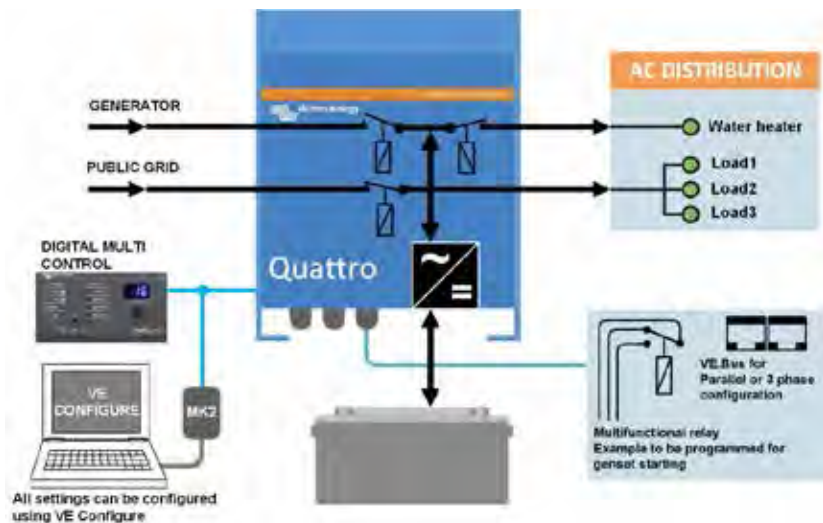 AC DISTRIBUTION
GENERATOR
victron energy
Water heater
PUBLIC GRID
Load1
Load2
Load3
DIGITAL MULTI
CONTROL
Quattro
VE
CONFIGURE
MK2
VE.Bus for
Parallel or 3 phase
configuration
Multifunctional relay
Example to be programmed for
genset starting
All settings can be configured
using VE Configure